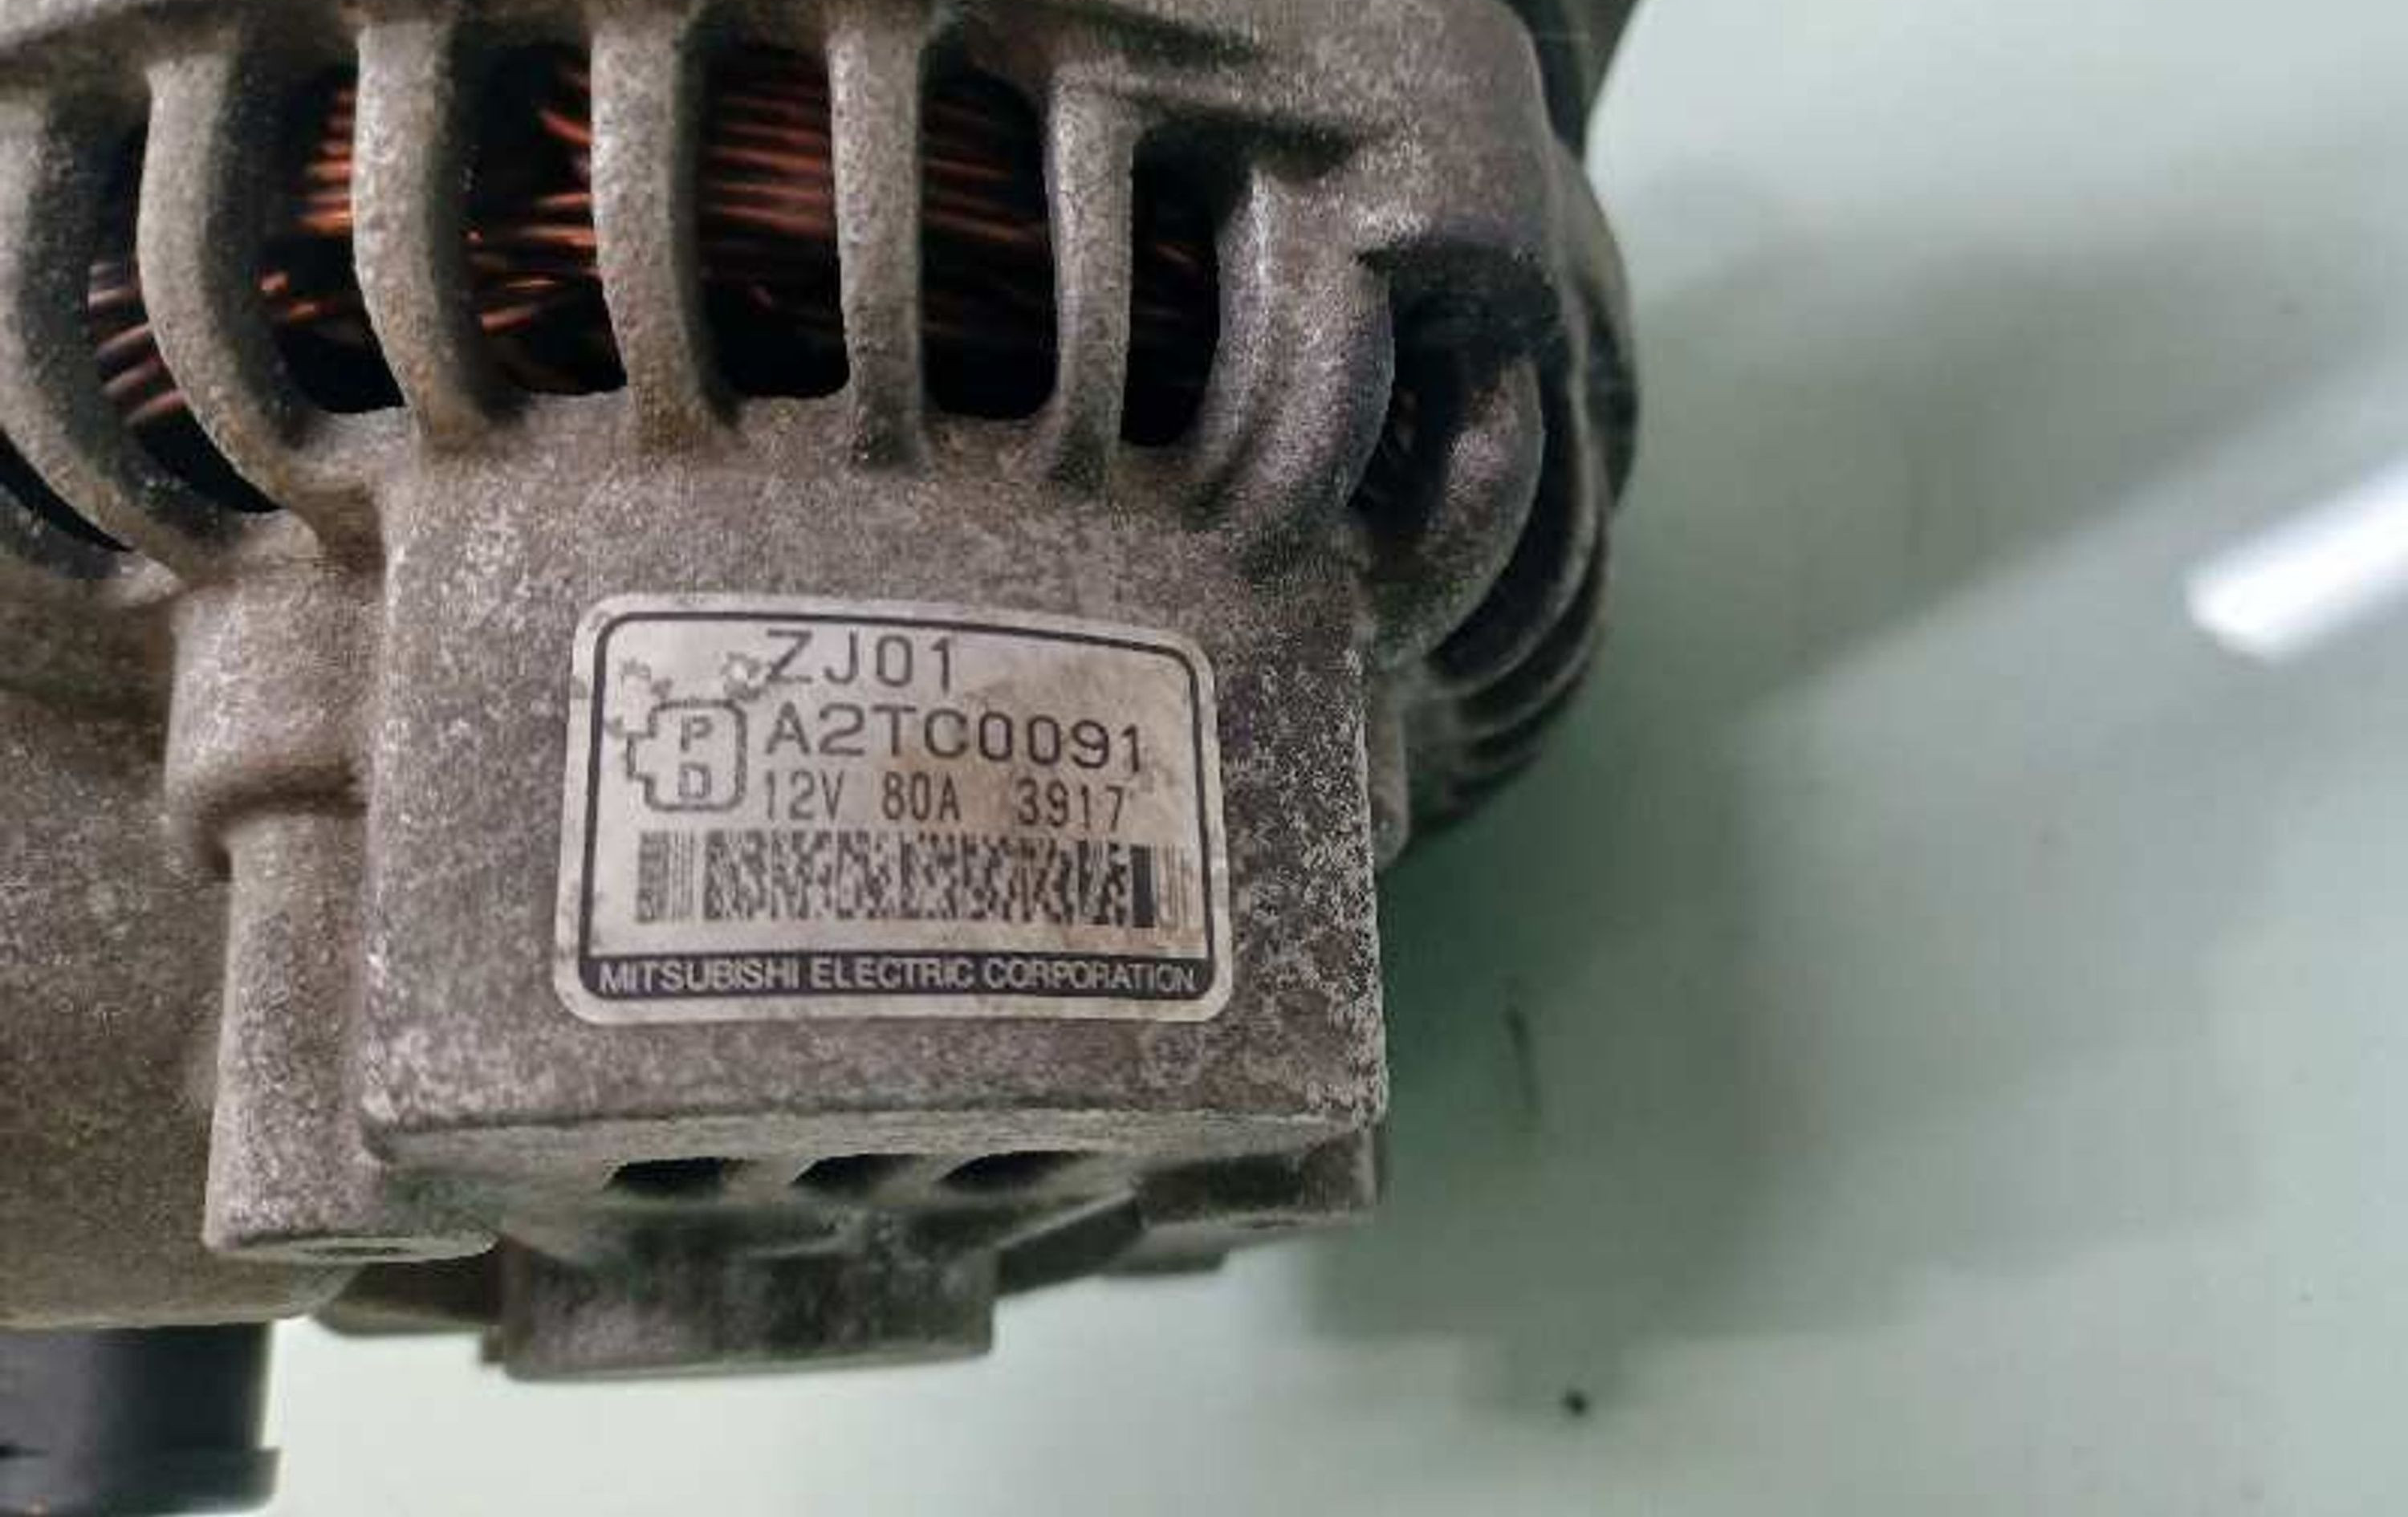 ZJ01
P A2TC0091
D 12V 80A 3917
MITSUBISHI ELECTRIC CORPORATION